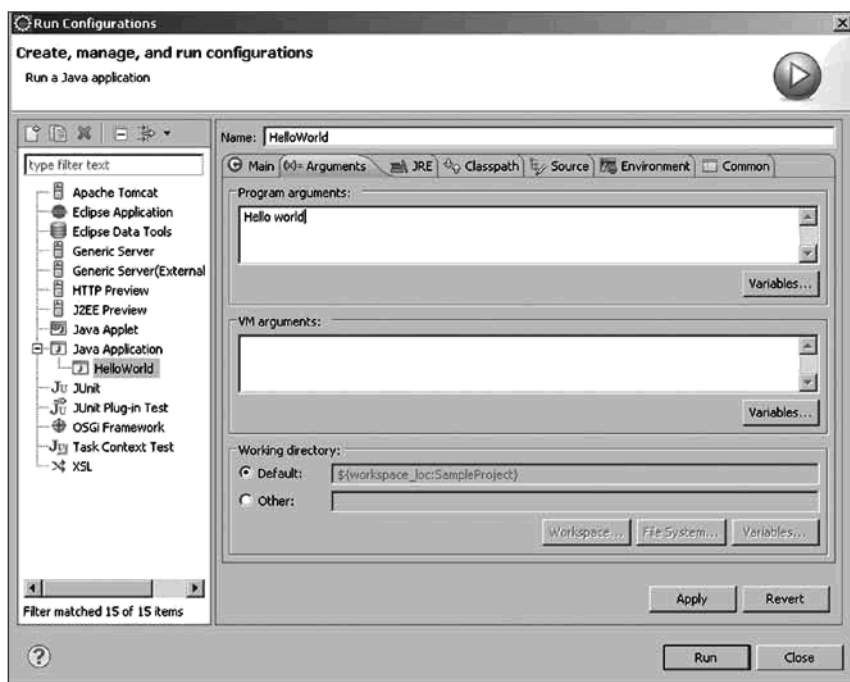 Run Configurations
Create, manage, and run configurations
Run a Java application
type filter text
Apache Tomcat
Eclipse Application
Eclipse Data Tools
Generic Server
Generic Server(External
HTTP Preview
J2EE Preview
Java Applet
Java Application
HelloWorld
JUnit
JUnit Plug-in Test
OSGi Framework
Task Context Test
XSL
Filter matched 15 of 15 items
Name: HelloWorld
Main (x)= Arguments JRE Classpath Source Environment Common
Program arguments:
Hello world
Variables...
VM arguments:
Variables...
Working directory:
Default: ${workspace_loc:SampleProject}
Other:
Workspace... File System... Variables...
Apply Revert
Run Close